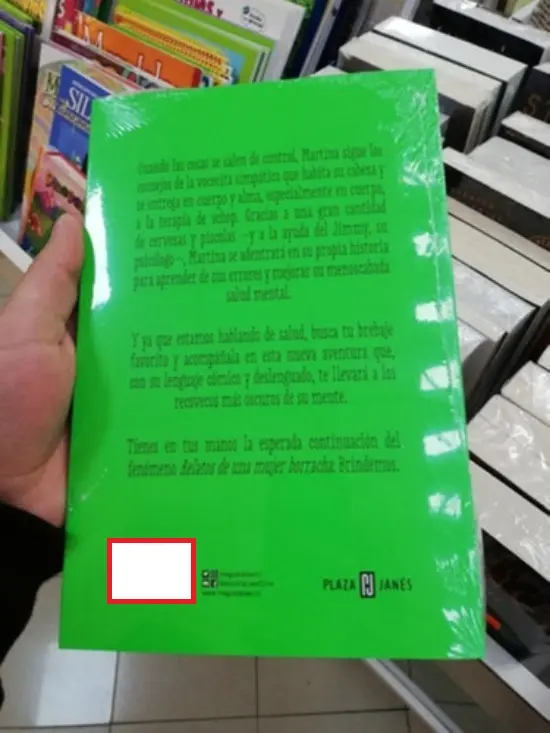 Cuando las cosas se salen de control, Martina sigue los
consejos de la vocecita simpática que habita su cabeza y
se entrega en cuerpo y alma, especialmente en cuerpo,
a la terapia de schop. Gracias a una gran cantidad
de cervezas y piscolas —y a la ayuda del Jimmy, su
psicólogo—, Martina se adentrará en su propia historia
para aprender de sus errores y mejorar su menoscabada
salud mental.
Y ya que estamos hablando de salud, busca tu brebaje
favorito y acompáñala en esta nueva aventura que,
con su lenguaje cómico y deslenguado, te llevará a los
recovecos más oscuros de su mente.
Tienes en tus manos la esperada continuación del
fenómeno Relatos de una mujer borracha. Brindemos.
PLAZA JANÉS